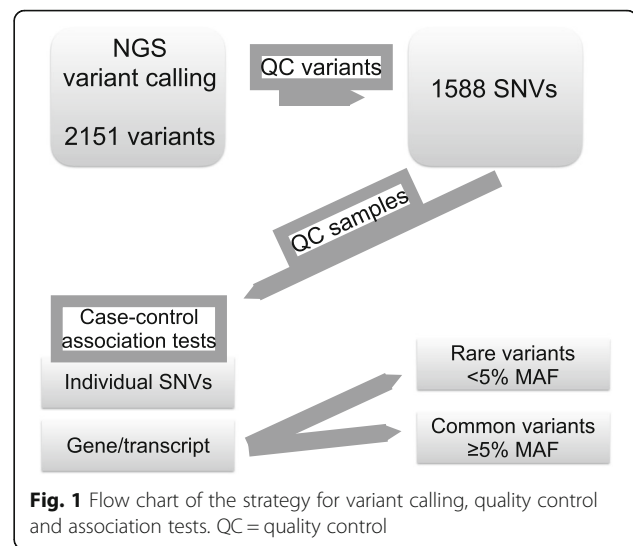 NGS
variant calling
2151 variants
QC variants
1588 SNVs
QC samples
Case-control
association tests
Individual SNVs
Gene/transcript
Rare variants
<5% MAF
Common variants
≥5% MAF
Fig. 1 Flow chart of the strategy for variant calling, quality control
and association tests. QC = quality control